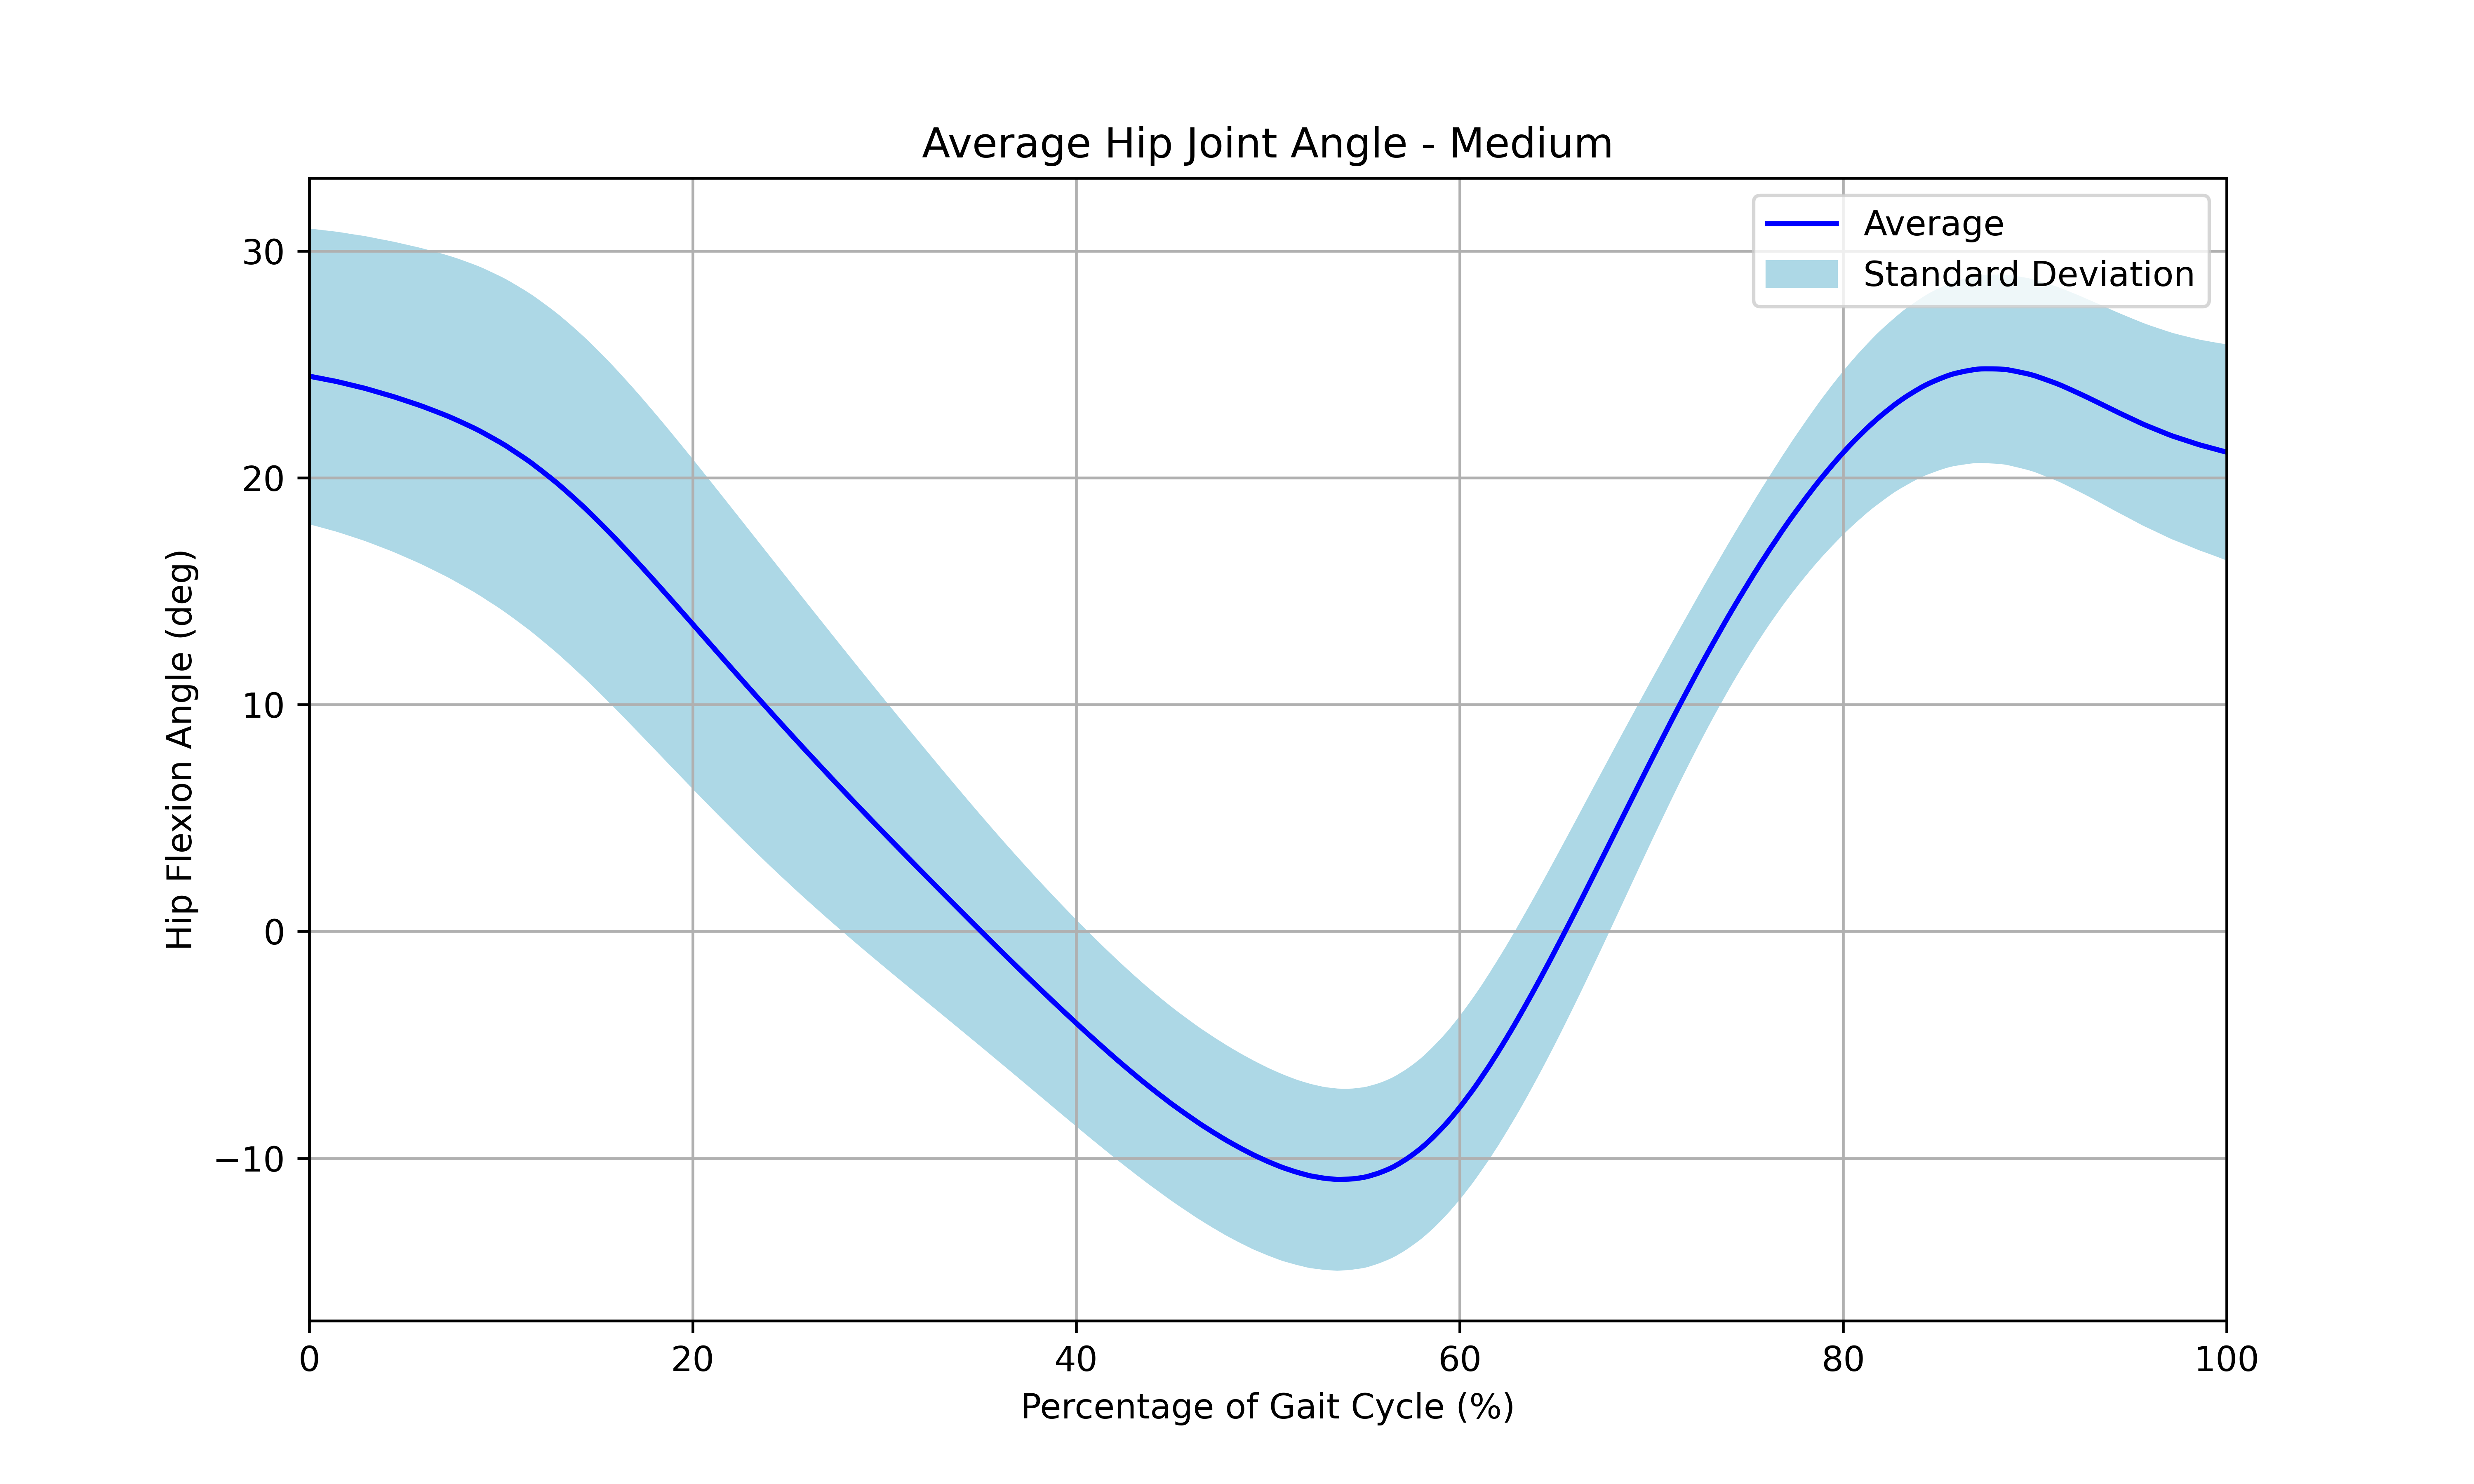 Average Hip Joint Angle - Medium
Average
Standard Deviation
Hip Flexion Angle (deg)
30
20
10
0
−10
0 20 40 60 80 100
Percentage of Gait Cycle (%)